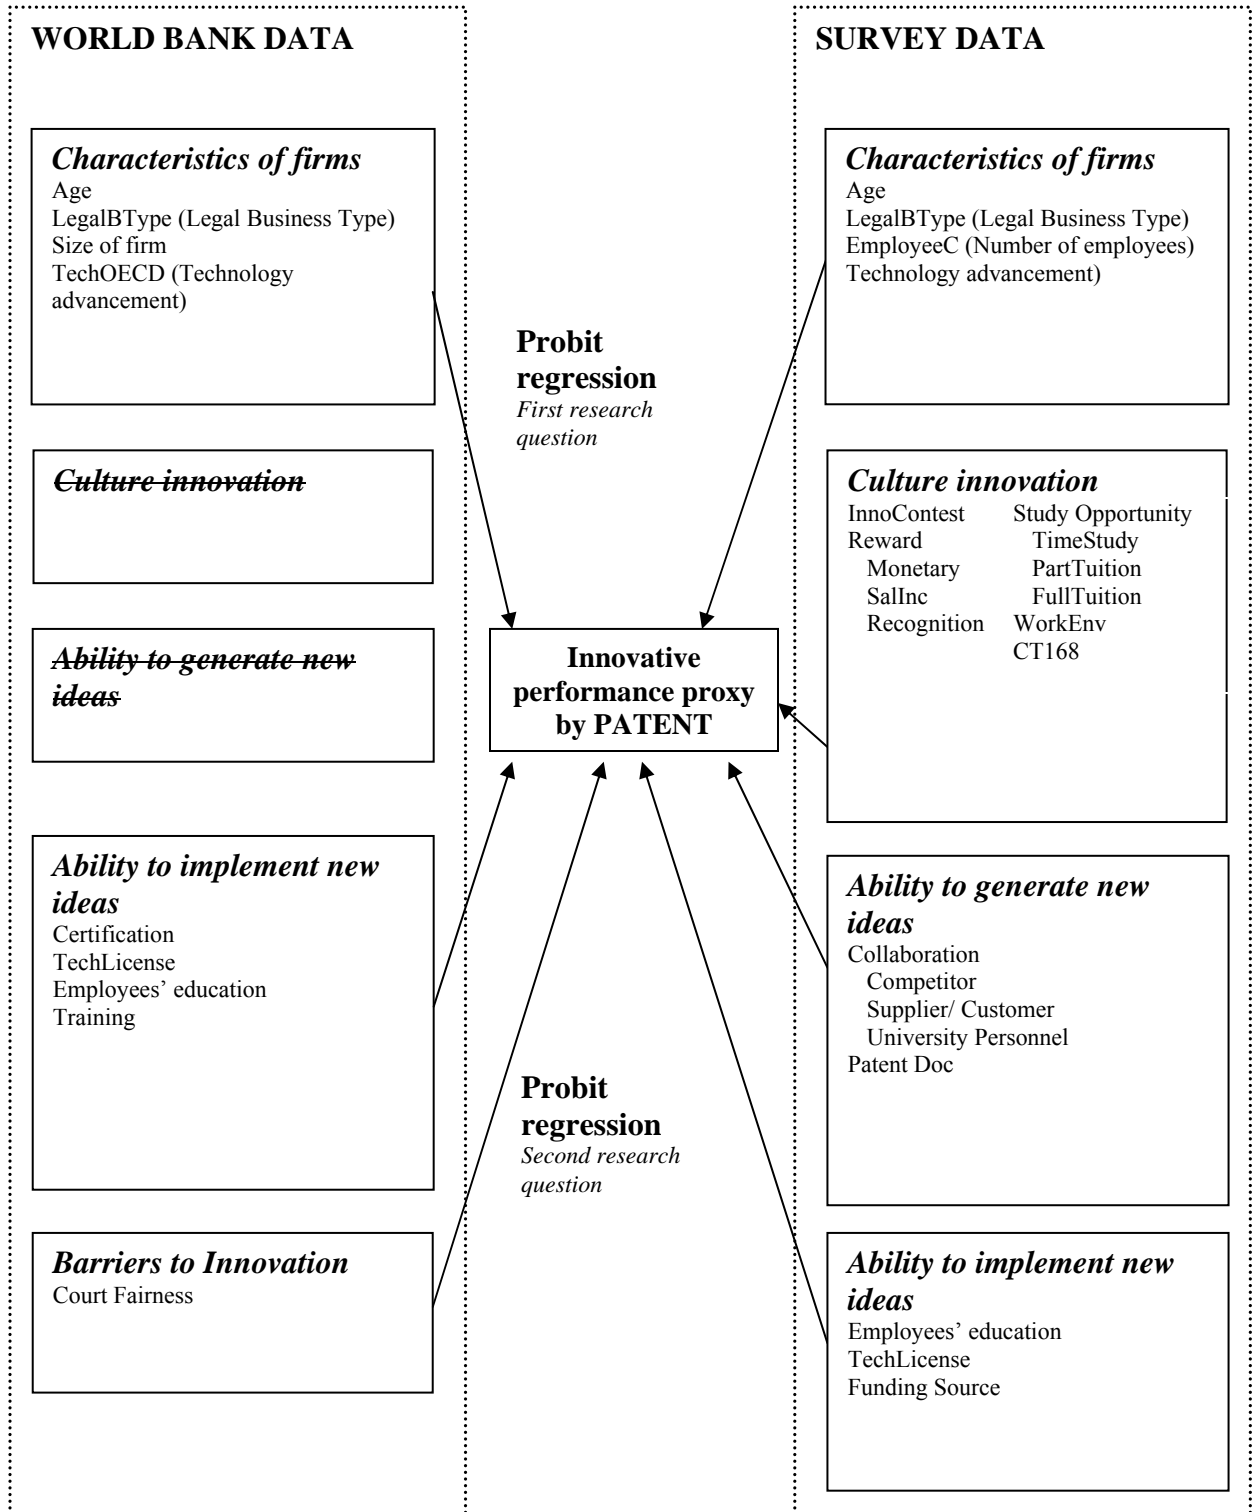 WORLD BANK DATA
Characteristics of firms
Age
LegalBType (Legal Business Type)
Size of firm
TechOECD (Technology
advancement)
Culture innovation
Ability to generate new
ideas
Ability to implement new
ideas
Certification
TechLicense
Employees’ education
Training
Barriers to Innovation
Court Fairness
Probit
regression
First research
question
Innovative
performance proxy
by PATENT
Probit
regression
Second research
question
SURVEY DATA
Characteristics of firms
Age
LegalBType (Legal Business Type)
EmployeeC (Number of employees)
Technology advancement)
Culture innovation
InnoContest
Reward
Monetary
SalInc
Recognition
Study Opportunity
TimeStudy
PartTuition
FullTuition
WorkEnv
CT168
Ability to generate new
ideas
Collaboration
Competitor
Supplier/ Customer
University Personnel
Patent Doc
Ability to implement new
ideas
Employees’ education
TechLicense
Funding Source